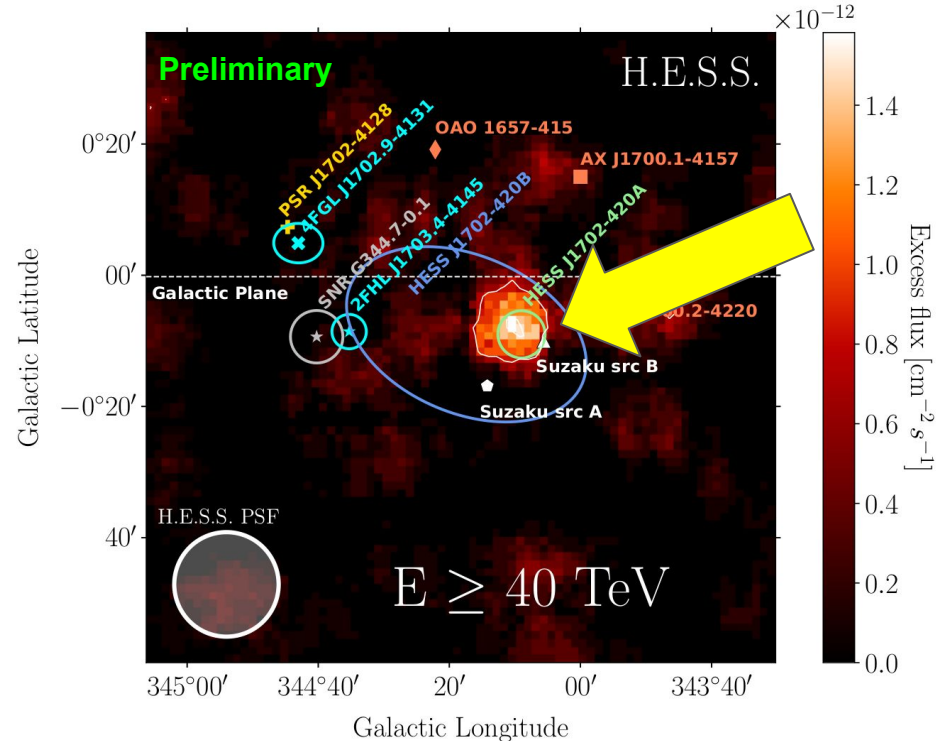 ×10⁻¹²
Preliminary
H.E.S.S.
PSR J1702-4128
4FGL J1702.9-4131
OAO 1657-415
AX J1700.1-4157
SNR G344.7-0.1
2FHL J1703.4-4145
HESS J1702-420B
HESS J1702-420A
0.2-4220
Galactic Plane
Suzaku src B
Suzaku src A
H.E.S.S. PSF
E ≥ 40 TeV
0°20′
00′
−0°20′
40′
Galactic Latitude
345°00′
344°40′
20′
00′
343°40′
Galactic Longitude
1.4
1.2
1.0
0.8
0.6
0.4
0.2
0.0
Excess flux [cm⁻² s⁻¹]